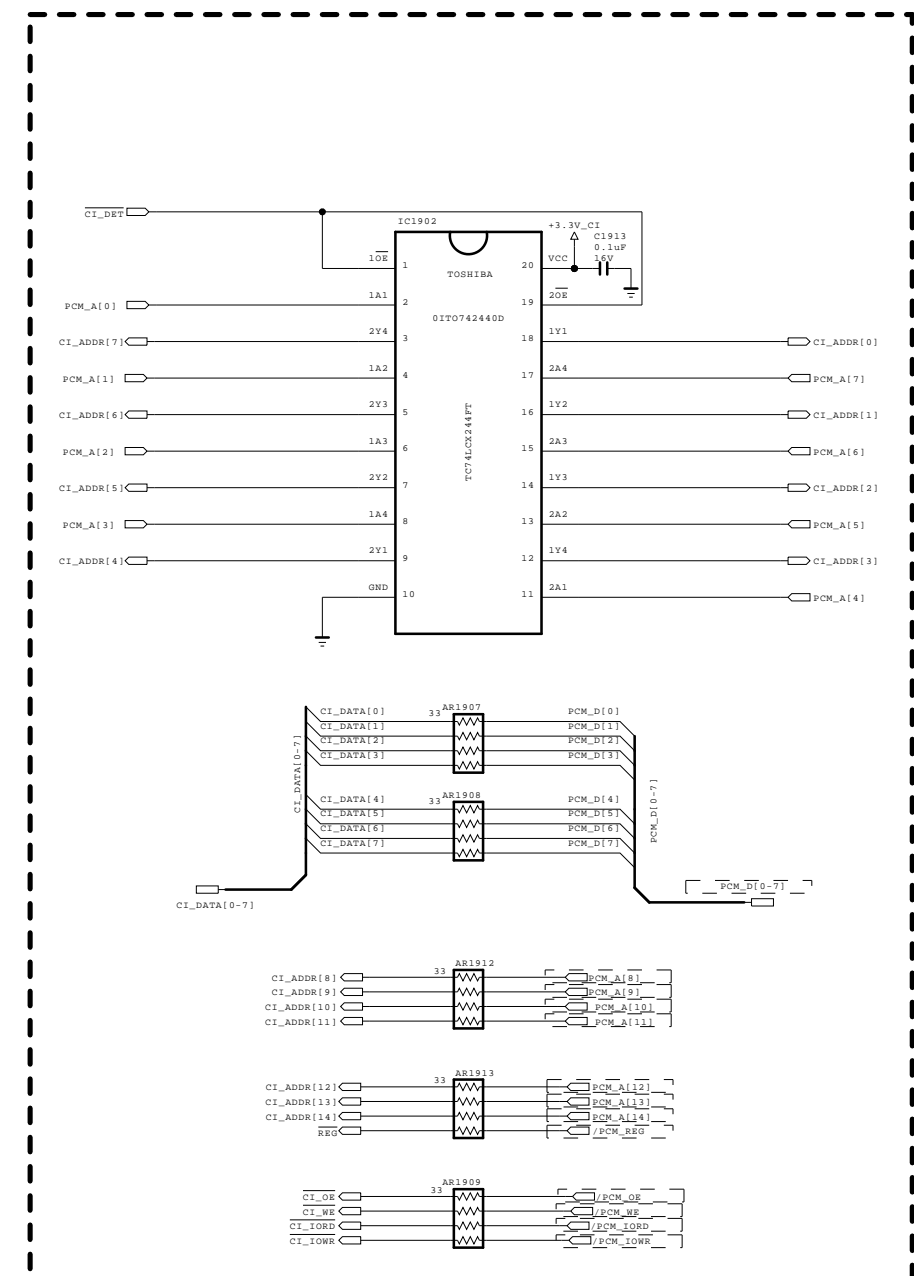 CI_DET
IC1902
+3.3V_CI
C1913
0.1uF
16V
1OE
1
TOSHIBA
20
VCC
PCM_A[0]
1A1
2
19
2OE
0ITO742440D
CI_ADDR[7]
2Y4
3
18
1Y1
CI_ADDR[0]
PCM_A[1]
1A2
4
17
2A4
PCM_A[7]
CI_ADDR[6]
2Y3
5
16
1Y2
CI_ADDR[1]
TC74LCX244FT
PCM_A[2]
1A3
6
15
2A3
PCM_A[6]
CI_ADDR[5]
2Y2
7
14
1Y3
CI_ADDR[2]
PCM_A[3]
1A4
8
13
2A2
PCM_A[5]
CI_ADDR[4]
2Y1
9
12
1Y4
CI_ADDR[3]
GND
10
11
2A1
PCM_A[4]
CI_DATA[0]
33
AR1907
PCM_D[0]
CI_DATA[1]
PCM_D[1]
CI_DATA[2]
PCM_D[2]
CI_DATA[3]
PCM_D[3]
CI_DATA[0-7]
PCM_D[0-7]
CI_DATA[4]
33
AR1908
PCM_D[4]
CI_DATA[5]
PCM_D[5]
CI_DATA[6]
PCM_D[6]
CI_DATA[7]
PCM_D[7]
CI_DATA[0-7]
PCM_D[0-7]
33
AR1912
CI_ADDR[8]
PCM_A[8]
CI_ADDR[9]
PCM_A[9]
CI_ADDR[10]
PCM_A[10]
CI_ADDR[11]
PCM_A[11]
33
AR1913
CI_ADDR[12]
PCM_A[12]
CI_ADDR[13]
PCM_A[13]
CI_ADDR[14]
PCM_A[14]
REG
/PCM_REG
33
AR1909
CI_OE
/PCM_OE
CI_WE
/PCM_WE
CI_IORD
/PCM_IORD
CI_IOWR
/PCM_IOWR